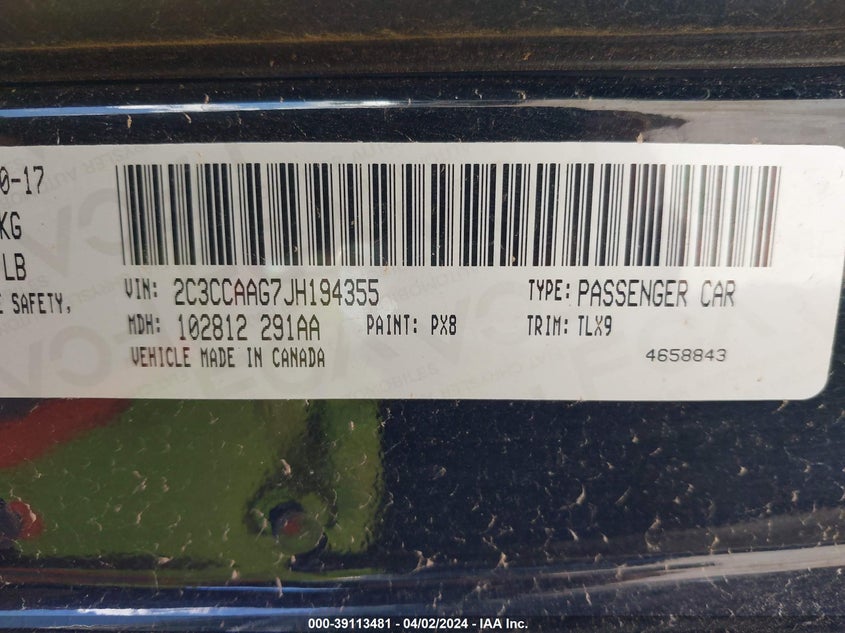 0-17
KG
LB
E SAFETY,
VIN: 2C3CCAAG7JH194355 TYPE: PASSENGER CAR
MDH: 102812 291AA PAINT: PX8 TRIM: TLX9
VEHICLE MADE IN CANADA 4658843
000-39113481 - 04/02/2024 - IAA Inc.